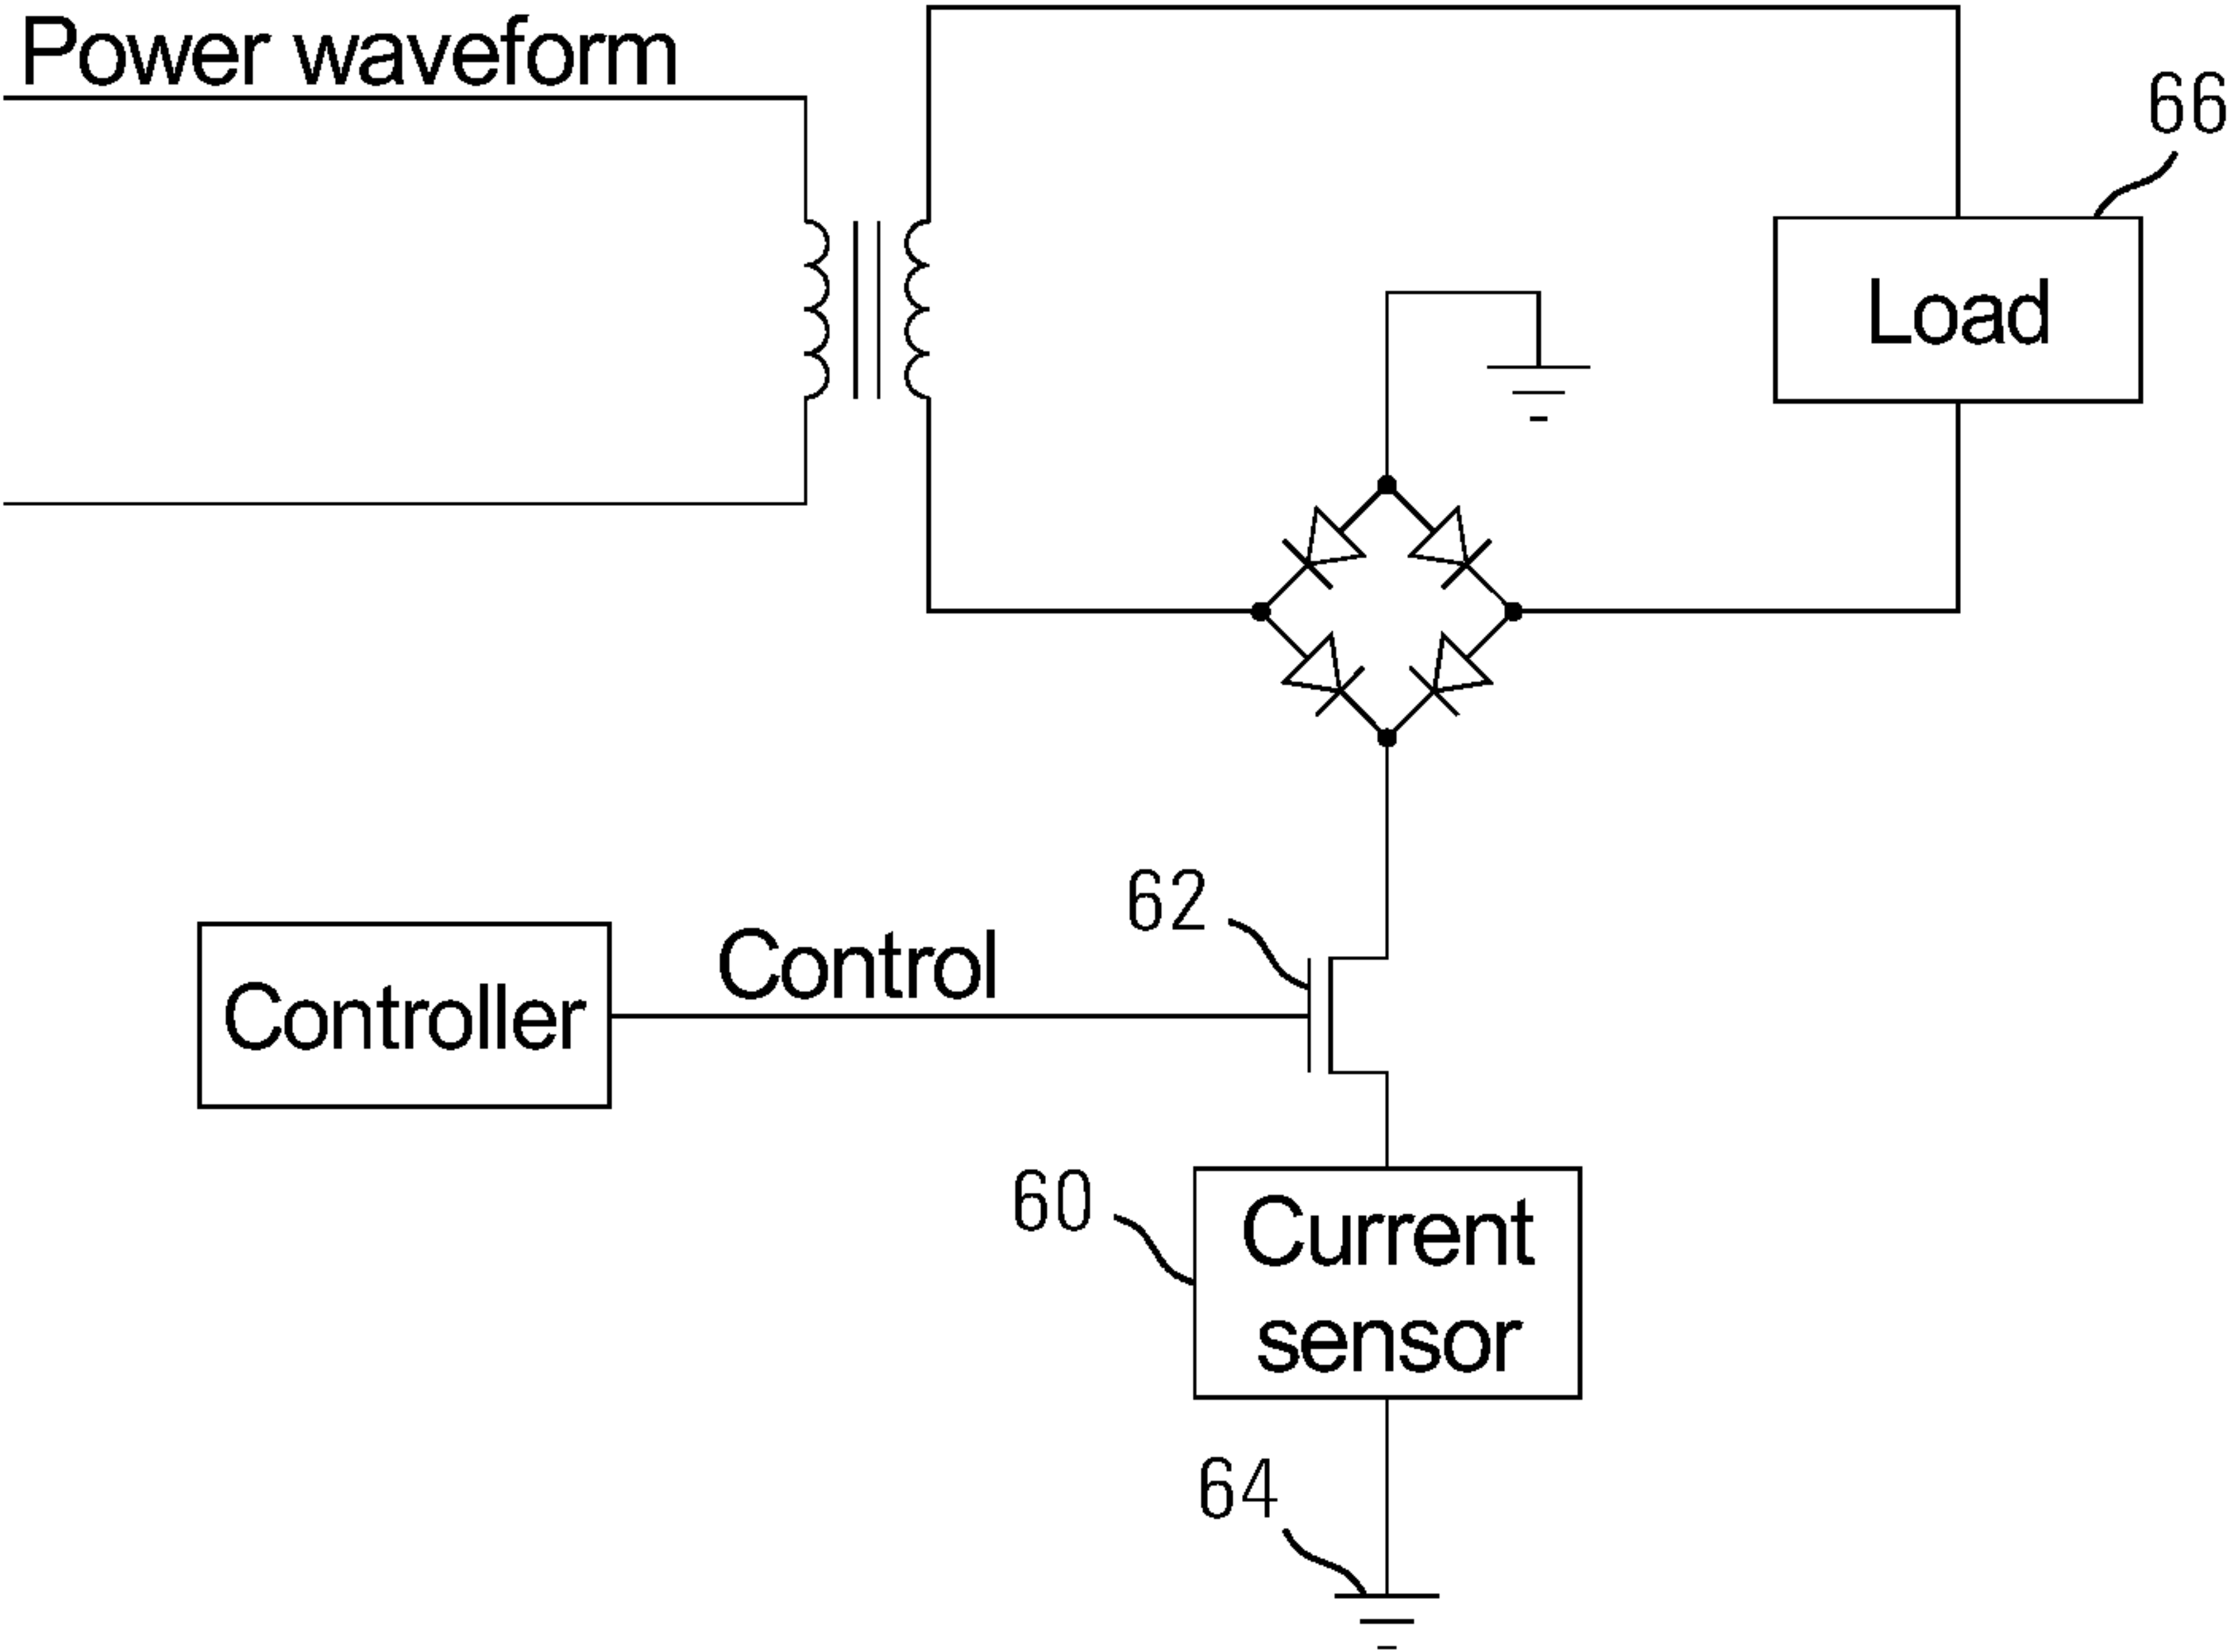 Power waveform
66
Load
62
Control
Controller
60
Current
sensor
64